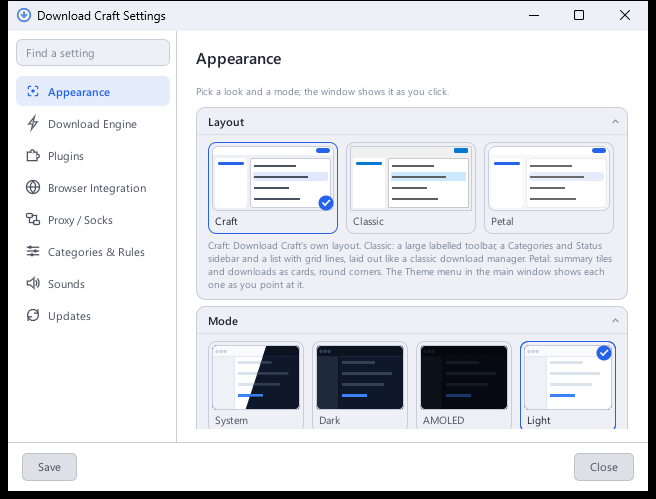 Download Craft Settings
Find a setting
Appearance
Download Engine
Plugins
Browser Integration
Proxy / Socks
Categories & Rules
Sounds
Updates
Appearance
Pick a look and a mode; the window shows it as you click.
Layout
Craft
Classic
Petal
Craft: Download Craft's own layout. Classic: a large labelled toolbar, a Categories and Status
sidebar and a list with grid lines, laid out like a classic download manager. Petal: summary tiles
and downloads as cards, round corners. The Theme menu in the main window shows each
one as you point at it.
Mode
System
Dark
AMOLED
Light
Save
Close